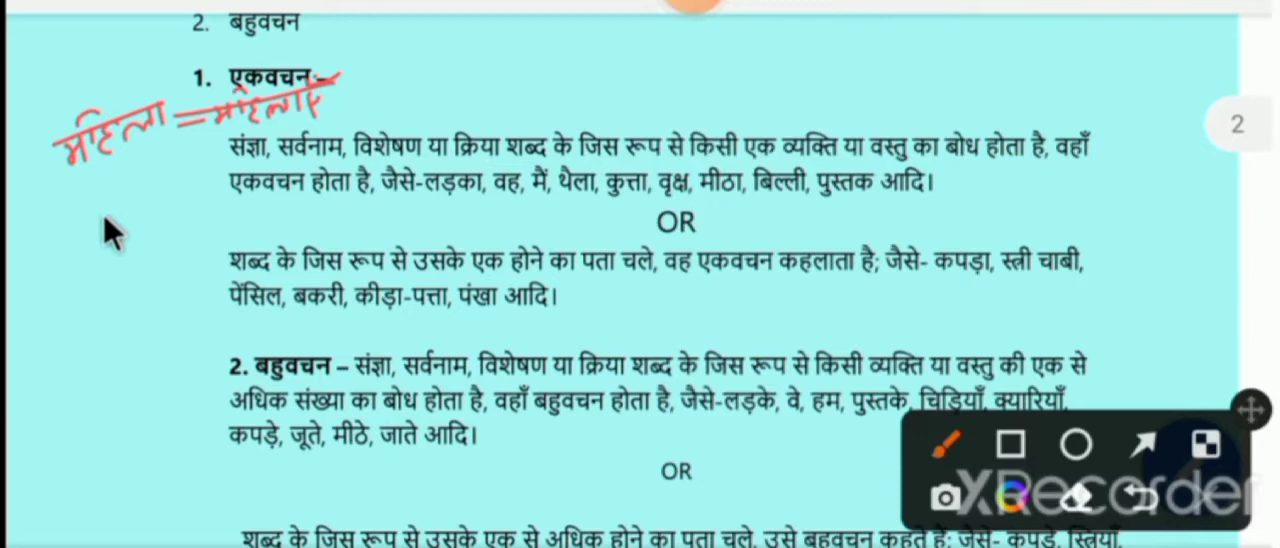 2. बहुवचन
1. एकवचन –
महिला = महिलाएँ
2
संज्ञा, सर्वनाम, विशेषण या क्रिया शब्द के जिस रूप से किसी एक व्यक्ति या वस्तु का बोध होता है, वहाँ
एकवचन होता है, जैसे-लड़का, वह, मैं, थैला, कुत्ता, वृक्ष, मीठा, बिल्ली, पुस्तक आदि।
OR
शब्द के जिस रूप से उसके एक होने का पता चले, वह एकवचन कहलाता है; जैसे- कपड़ा, स्त्री चाबी,
पेंसिल, बकरी, कीड़ा-पत्ता, पंखा आदि।
2. बहुवचन – संज्ञा, सर्वनाम, विशेषण या क्रिया शब्द के जिस रूप से किसी व्यक्ति या वस्तु की एक से
अधिक संख्या का बोध होता है, वहाँ बहुवचन होता है, जैसे-लड़के, वे, हम, पुस्तके, चिड़ियाँ, क्यारियाँ,
कपड़े, जूते, मीठे, जाते आदि।
OR
XRecorder
शब्द के जिस रूप से उसके एक से अधिक होने का पता चले, उसे बहुवचन कहते हैं; जैसे- कपड़े, स्त्रियाँ,